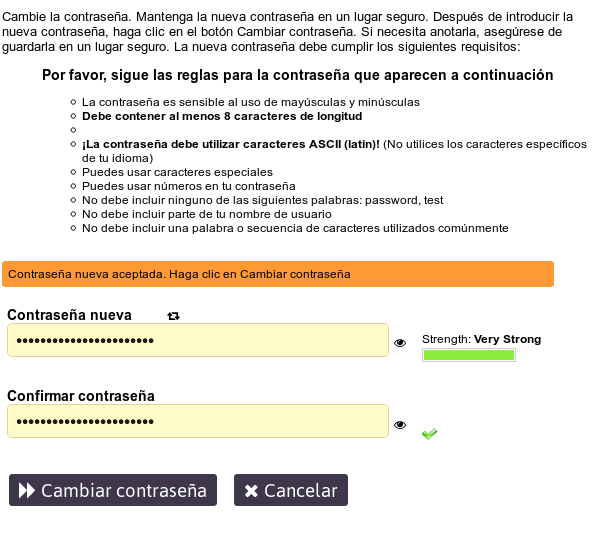 Cambie la contraseña. Mantenga la nueva contraseña en un lugar seguro. Después de introducir la
nueva contraseña, haga clic en el botón Cambiar contraseña. Si necesita anotarla, asegúrese de
guardarla en un lugar seguro. La nueva contraseña debe cumplir los siguientes requisitos:
Por favor, sigue las reglas para la contraseña que aparecen a continuación
La contraseña es sensible al uso de mayúsculas y minúsculas
Debe contener al menos 8 caracteres de longitud
¡La contraseña debe utilizar caracteres ASCII (latin)! (No utilices los caracteres específicos
de tu idioma)
Puedes usar caracteres especiales
Puedes usar números en tu contraseña
No debe incluir ninguno de las siguientes palabras: password, test
No debe incluir parte de tu nombre de usuario
No debe incluir una palabra o secuencia de caracteres utilizados comúnmente
Contraseña nueva aceptada. Haga clic en Cambiar contraseña
Contraseña nueva
Strength: Very Strong
Confirmar contraseña
Cambiar contraseña Cancelar